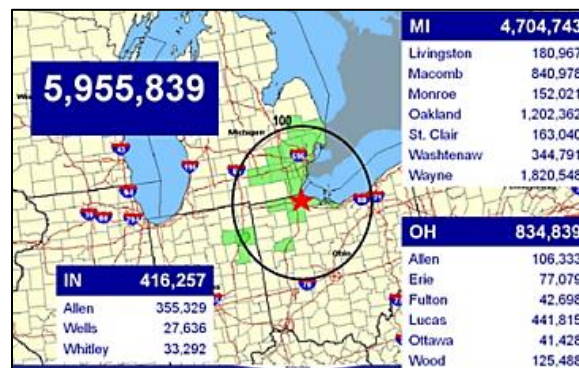 5,955,839
100
Michigan
Ohio
MI 4,704,743
Livingston 180,967
Macomb 840,978
Monroe 152,021
Oakland 1,202,362
St. Clair 163,040
Washtenaw 344,791
Wayne 1,820,548
OH 834,839
Allen 106,333
Erie 77,079
Fulton 42,698
Lucas 441,815
Ottawa 41,428
Wood 125,488
IN 416,257
Allen 355,329
Wells 27,636
Whitley 33,292